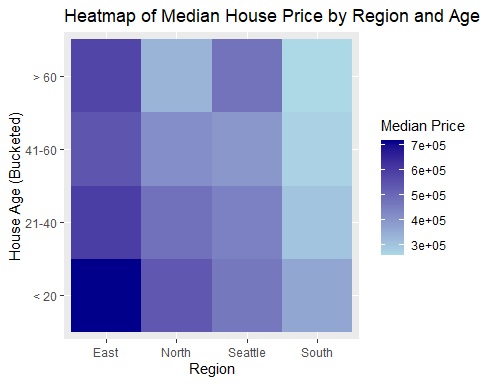 Heatmap of Median House Price by Region and Age
House Age (Bucketed)
> 60
41-60
21-40
< 20
East North Seattle South
Region
Median Price
7e+05
6e+05
5e+05
4e+05
3e+05